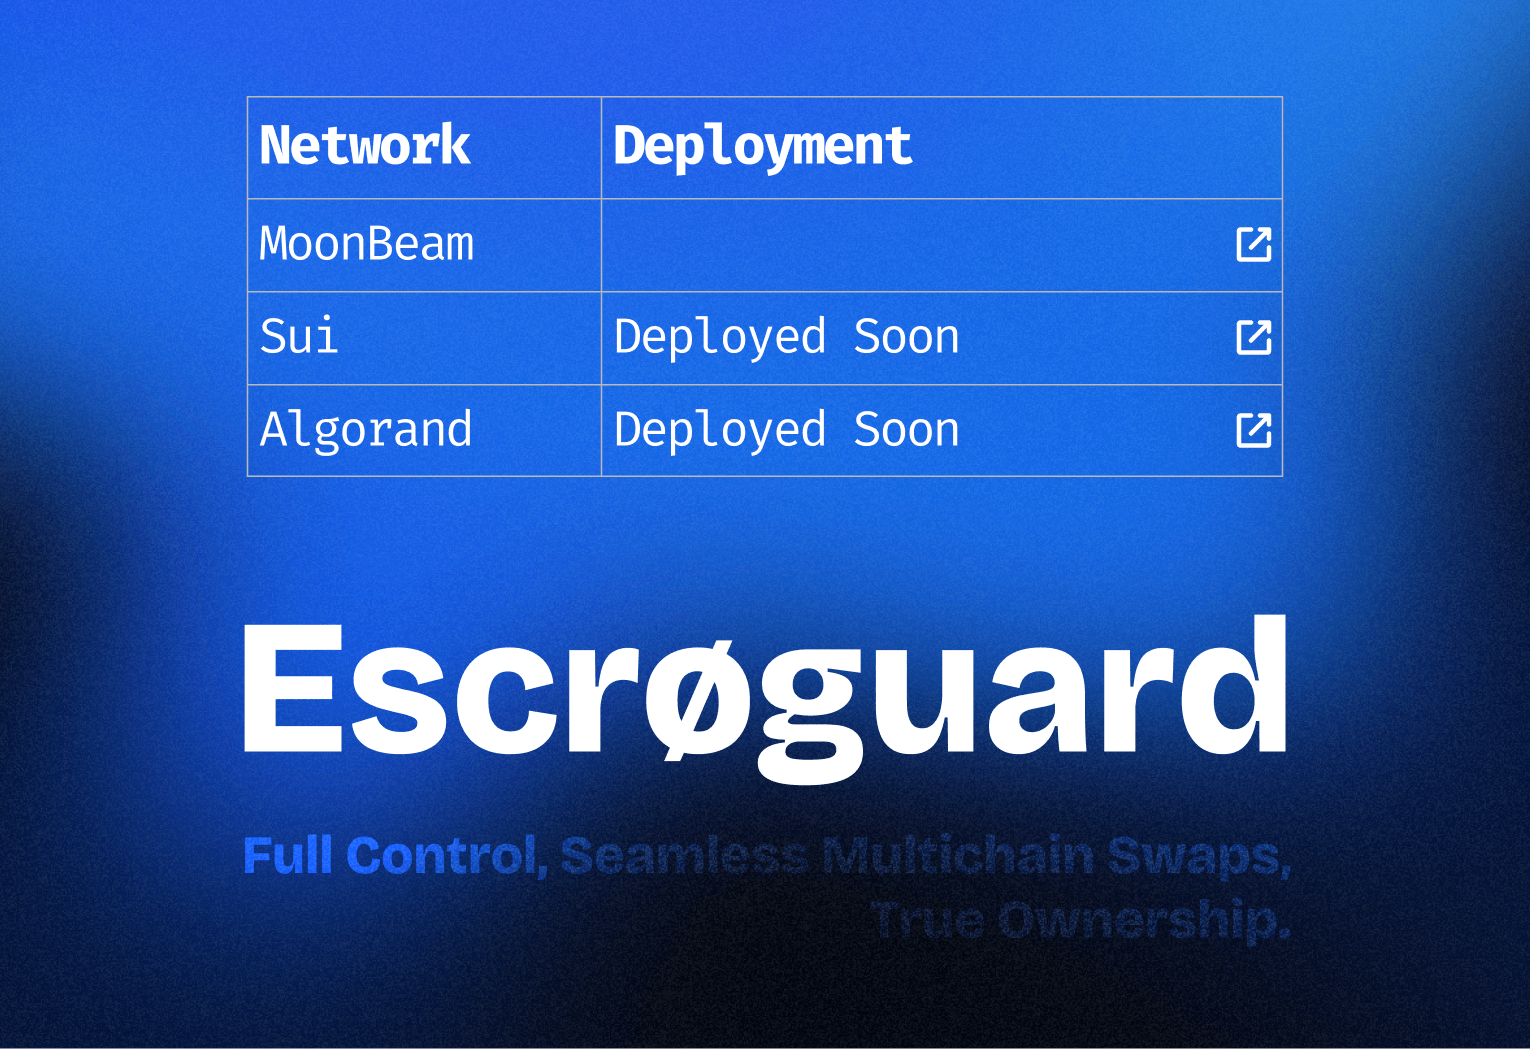 Network Deployment
MoonBeam
Sui Deployed Soon
Algorand Deployed Soon
Escrøguard
Full Control, Seamless Multichain Swaps,
True Ownership.